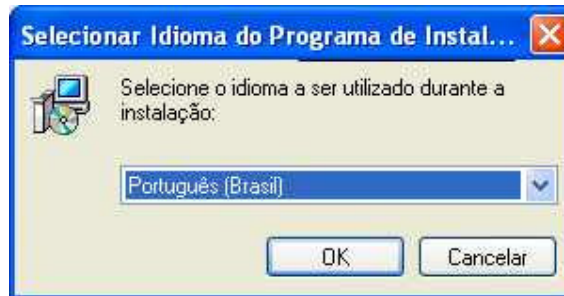 Selecionar Idioma do Programa de Instal...
Selecione o idioma a ser utilizado durante a
instalação:
Português (Brasil)
OK
Cancelar